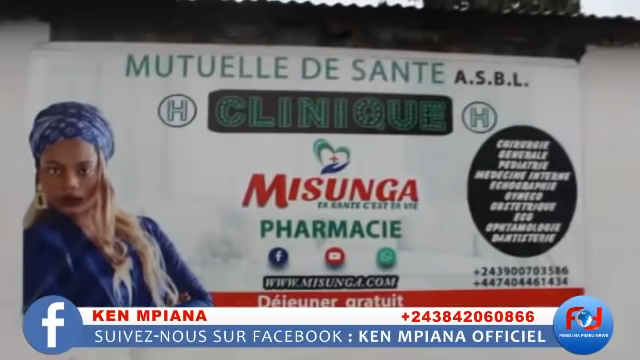 MUTUELLE DE SANTE A.S.B.L.
H CLINIQUE H
MISUNGA
TA SANTE C'EST TA VIE
PHARMACIE
WWW.MISUNGA.COM
Déjeuner gratuit
CHIRURGIE
GENERALE
PEDIATRIE
MEDECINE INTERNE
ECHOGRAPHIE
GYNECO
OBSTETRIQUE
ECG
OPHTAMOLOGIE
DANTISTERIE
+243900703586
+447404461434
KEN MPIANA +243842060866
SUIVEZ-NOUS SUR FACEBOOK : KEN MPIANA OFFICIEL